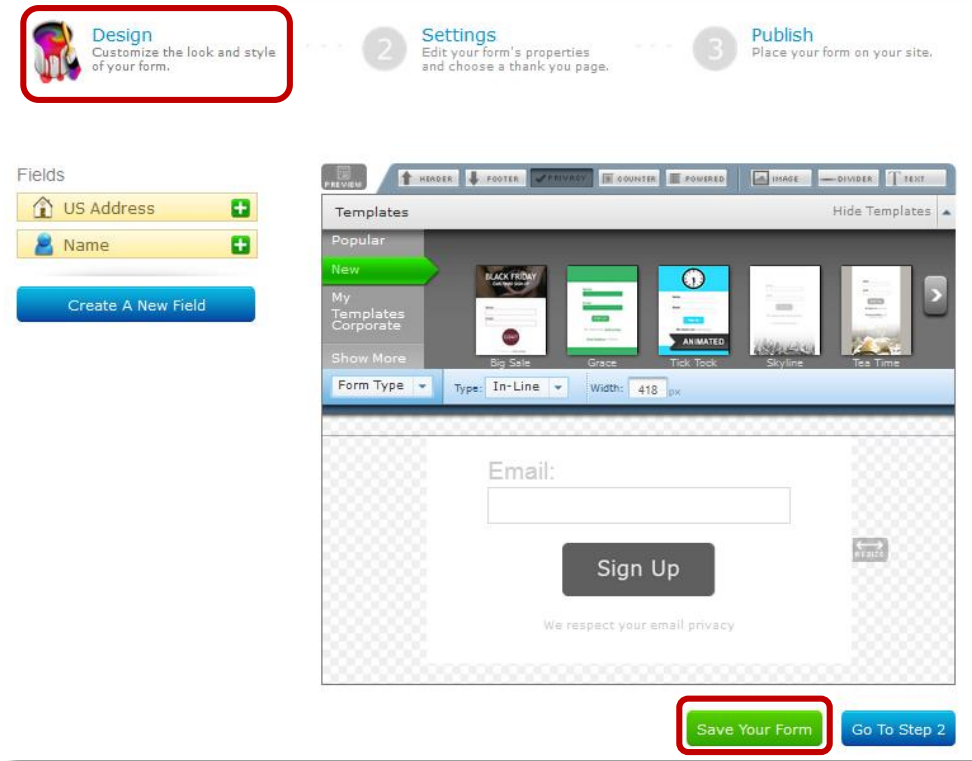 Design
Customize the look and style
of your form.
2
Settings
Edit your form's properties
and choose a thank you page.
3
Publish
Place your form on your site.
Fields
US Address
Name
Create A New Field
PREVIEW
HEADER
FOOTER
PRIVACY
COUNTER
POWERED
IMAGE
DIVIDER
TEXT
Templates
Hide Templates
Popular
New
My
Templates
Corporate
Show More
BLACK FRIDAY
ANIMATED
Big Sale
Grace
Tick Tock
Skyline
Tea Time
Form Type
Type:
In-Line
Width:
418
px
Email:
RESIZE
Sign Up
We respect your email privacy
Save Your Form
Go To Step 2